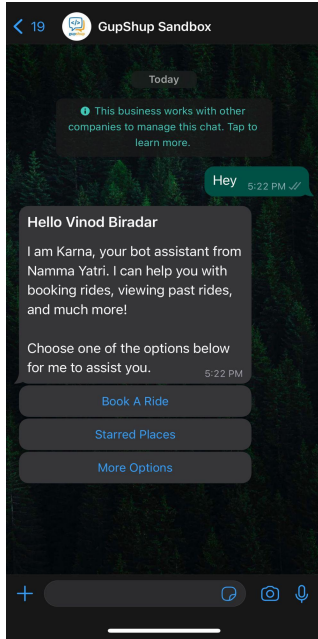 19
GupShup Sandbox
Today
This business works with other
companies to manage this chat. Tap to
learn more.
Hey 5:22 PM
Hello Vinod Biradar
I am Karna, your bot assistant from
Namma Yatri. I can help you with
booking rides, viewing past rides,
and much more!
Choose one of the options below
for me to assist you. 5:22 PM
Book A Ride
Starred Places
More Options